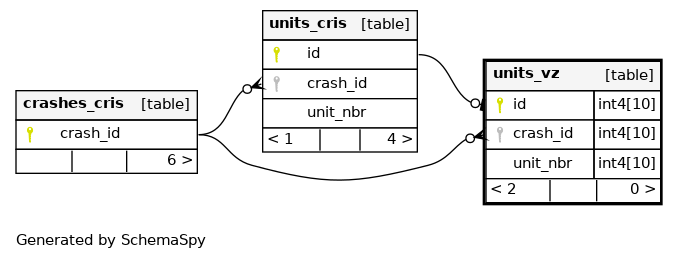 units_cris [table]
id
crash_id
unit_nbr
< 1 4 >
crashes_cris [table]
crash_id
6 >
units_vz [table]
id int4[10]
crash_id int4[10]
unit_nbr int4[10]
< 2 0 >
Generated by SchemaSpy